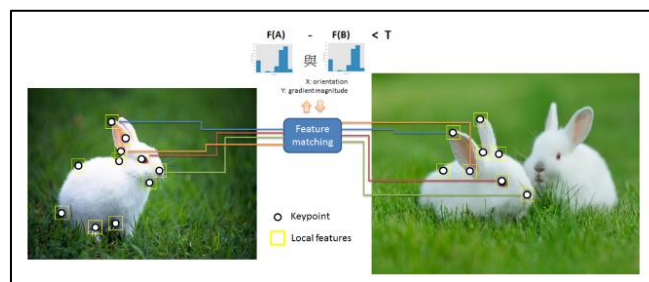 F(A) - F(B) < T
與
X: orientation
Y: gradient magnitude
Feature
matching
Keypoint
Local features